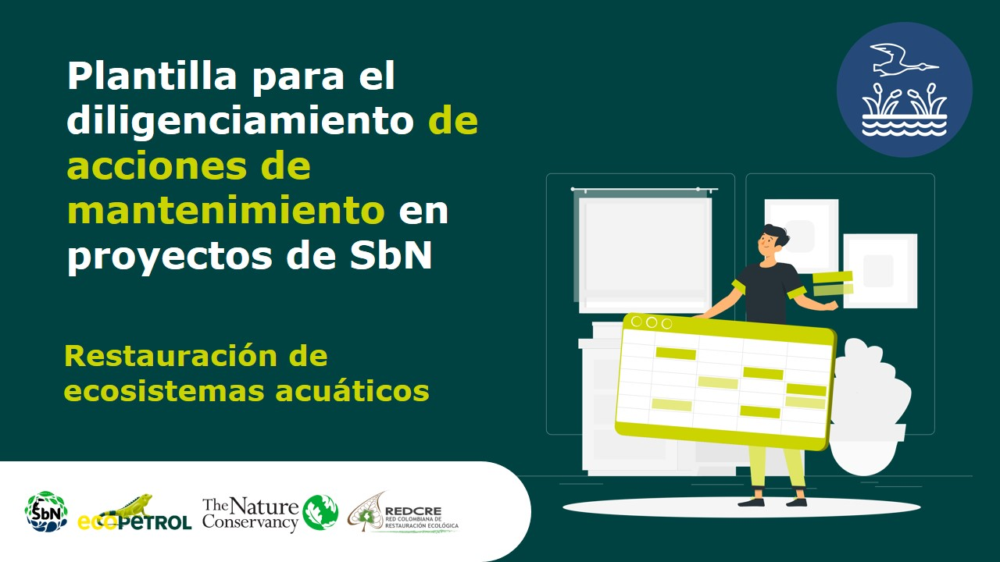 Plantilla para el
diligenciamiento de
acciones de
mantenimiento en
proyectos de SbN
Restauración de
ecosistemas acuáticos
SbN
ecoPETROL
The Nature
Conservancy
REDCRE
RED COLOMBIANA DE
RESTAURACIÓN ECOLÓGICA